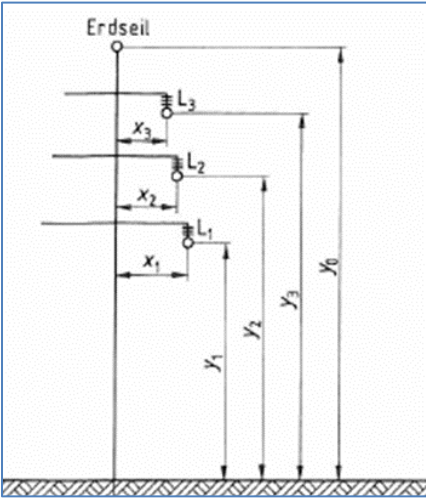 Erdseil
L₃
x₃
L₂
x₂
L₁
x₁
y₁
y₂
y₃
y₀